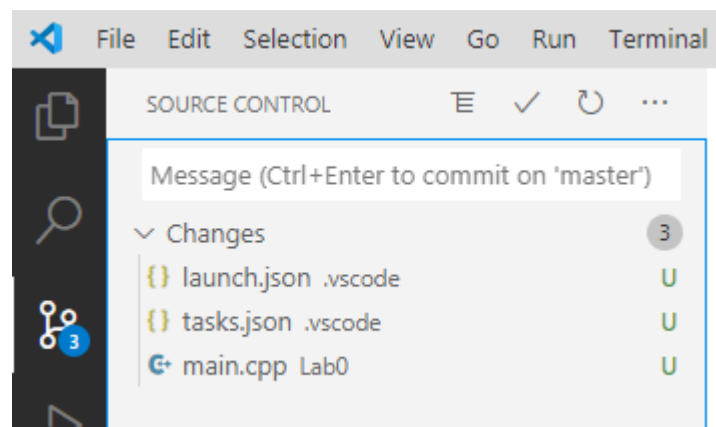 File Edit Selection View Go Run Terminal
SOURCE CONTROL
Message (Ctrl+Enter to commit on 'master')
Changes 3
{} launch.json .vscode U
{} tasks.json .vscode U
3
main.cpp Lab0 U